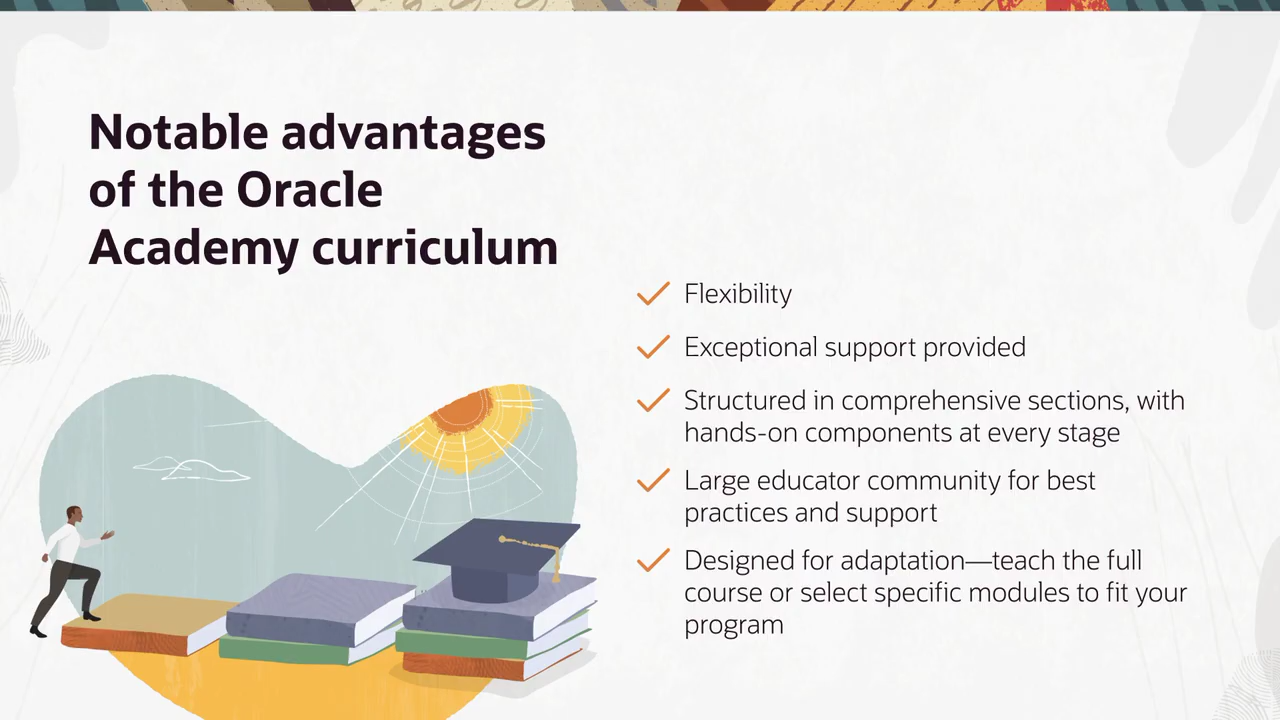 Notable advantages
of the Oracle
Academy curriculum
Flexibility
Exceptional support provided
Structured in comprehensive sections, with
hands-on components at every stage
Large educator community for best
practices and support
Designed for adaptation—teach the full
course or select specific modules to fit your
program